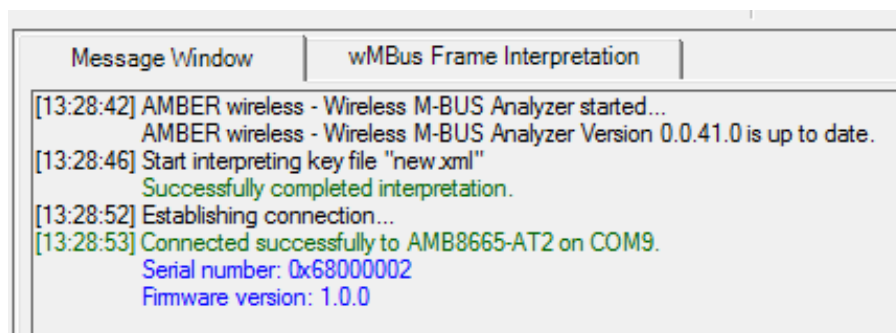 Message Window
wMBus Frame Interpretation
[13:28:42] AMBER wireless - Wireless M-BUS Analyzer started...
AMBER wireless - Wireless M-BUS Analyzer Version 0.0.41.0 is up to date.
[13:28:46] Start interpreting key file "new.xml"
Successfully completed interpretation.
[13:28:52] Establishing connection...
[13:28:53] Connected successfully to AMB8665-AT2 on COM9.
Serial number: 0x68000002
Firmware version: 1.0.0